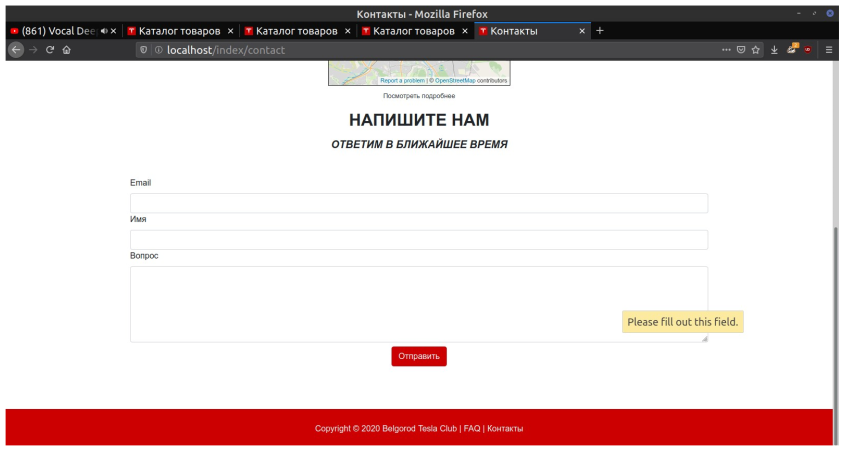 Контакты - Mozilla Firefox
(861) Vocal Dee
Каталог товаров
Каталог товаров
Каталог товаров
Контакты
localhost/index/contact
Report a problem | © OpenStreetMap contributors
Посмотреть подробнее
НАПИШИТЕ НАМ
ОТВЕТИМ В БЛИЖАЙШЕЕ ВРЕМЯ
Email
Имя
Вопрос
Please fill out this field.
Отправить
Copyright © 2020 Belgorod Tesla Club | FAQ | Контакты